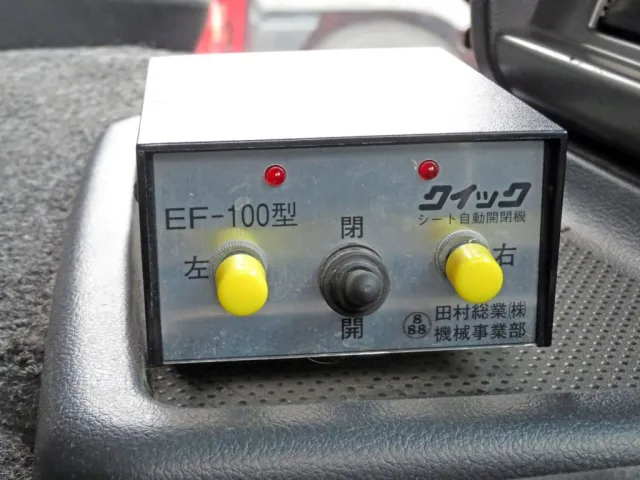 クイック
EF-100型
シート自動開閉機
閉
左
右
開
8
88
田村総業(株)
機械事業部